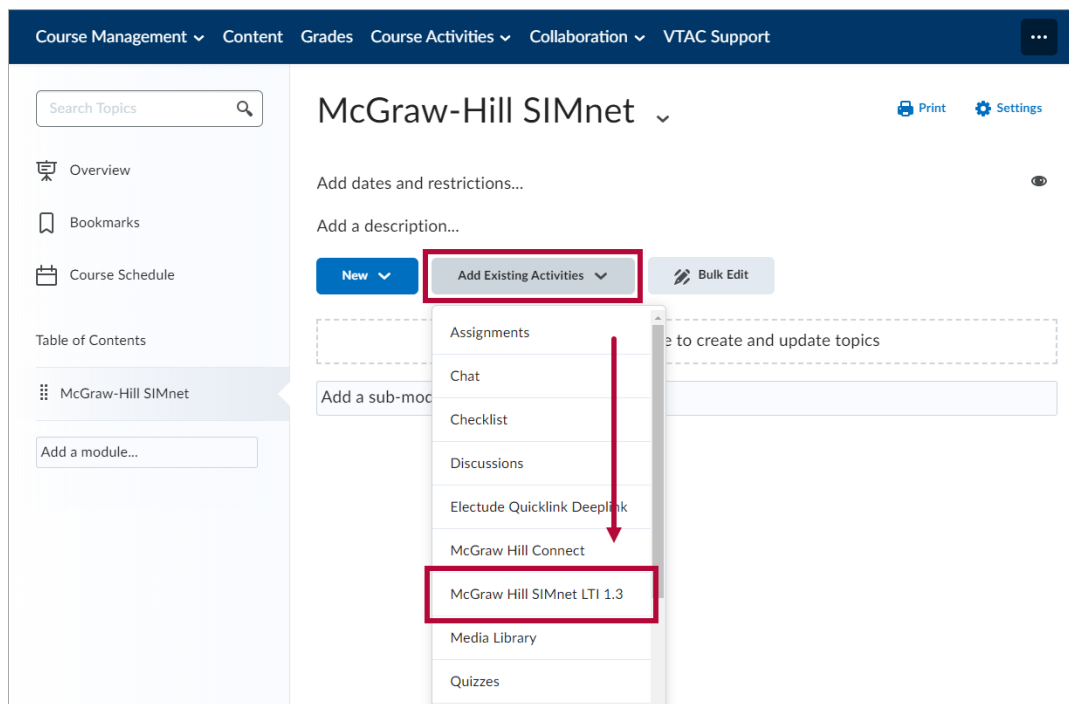 Course Management Content Grades Course Activities Collaboration VTAC Support ...
Search Topics
Overview
Bookmarks
Course Schedule
Table of Contents
McGraw-Hill SIMnet
Add a module...
McGraw-Hill SIMnet
Print Settings
Add dates and restrictions...
Add a description...
New Add Existing Activities Bulk Edit
e to create and update topics
Add a sub-mod
Assignments
Chat
Checklist
Discussions
Electude Quicklink Deeplink
McGraw Hill Connect
McGraw Hill SIMnet LTI 1.3
Media Library
Quizzes